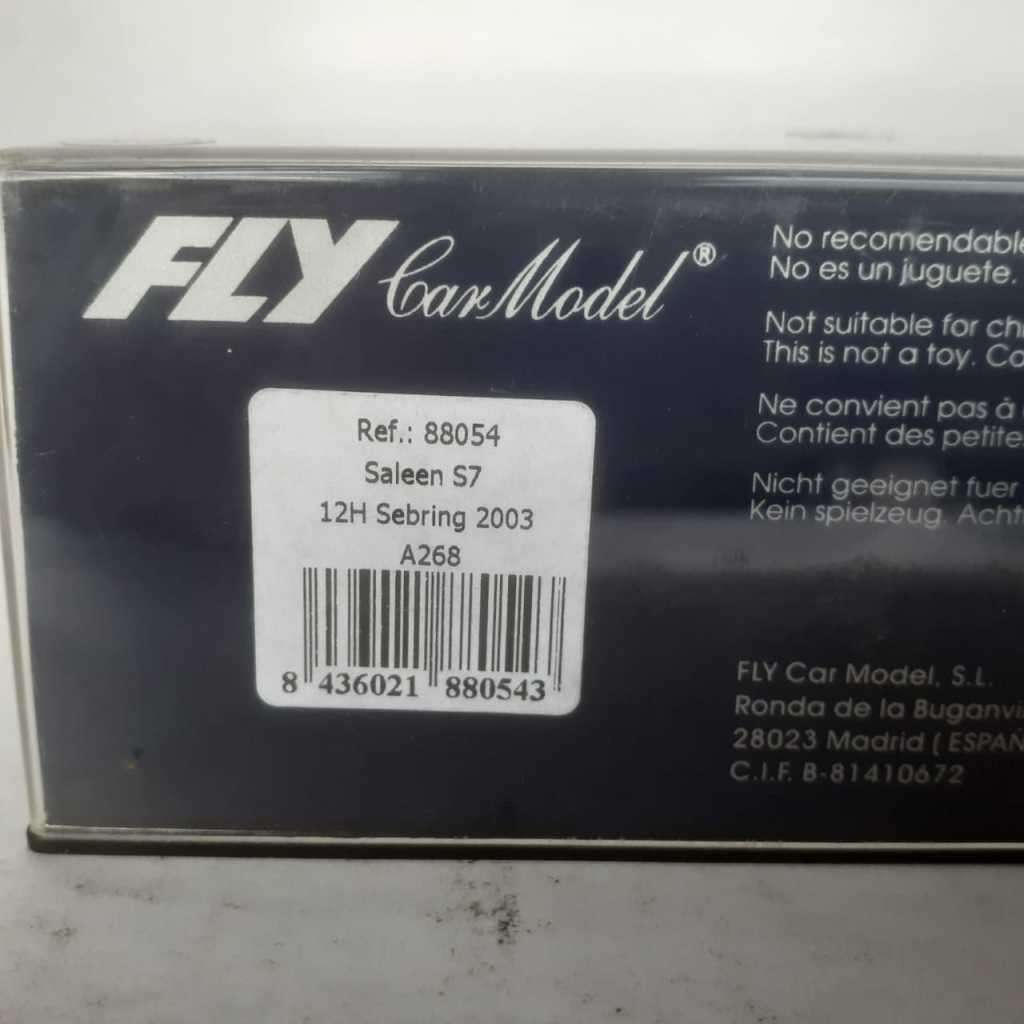 FLY Car Model®
Ref.: 88054
Saleen S7
12H Sebring 2003
A268
8 436021 880543
No recomendable
No es un juguete.
Not suitable for
This is not a toy.
Ne convient pas à
Contient des
Nicht geeignet fuer
Kein spielzeug.
FLY Car Model, S.L.
Ronda de la
28023 Madrid (
C.I.F. B-81410672